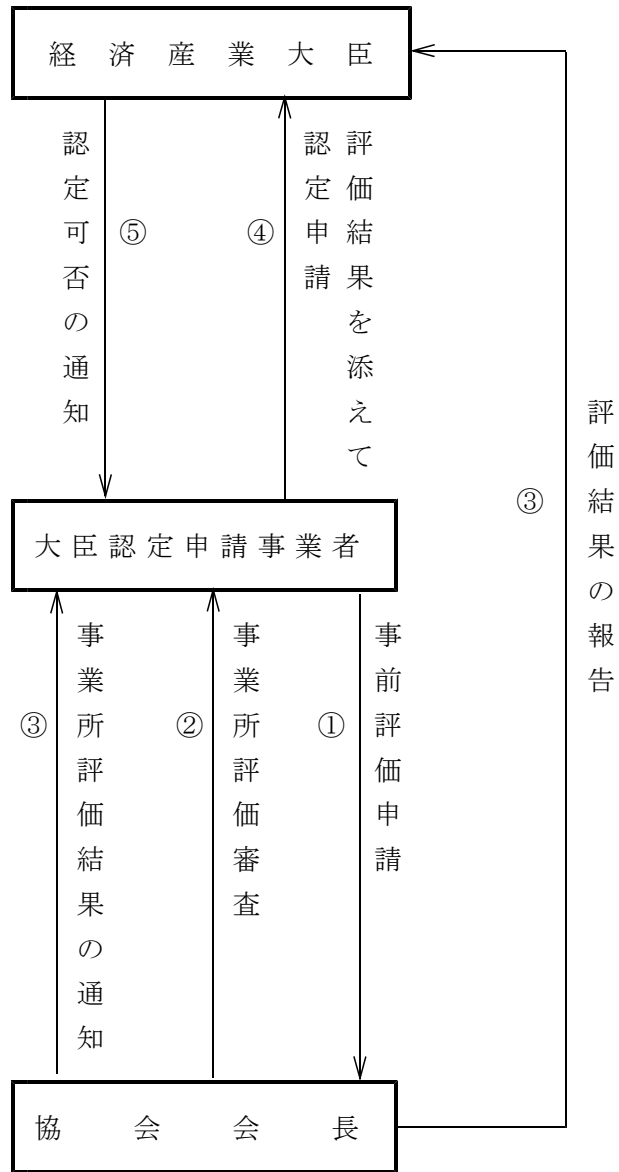 経済産業大臣
認定可否の通知
⑤
④
評価結果を添えて
認定申請
③
評価結果の報告
大臣認定申請事業者
③
事業所評価結果の通知
②
事業所評価審査
①
事前評価申請
協会会長